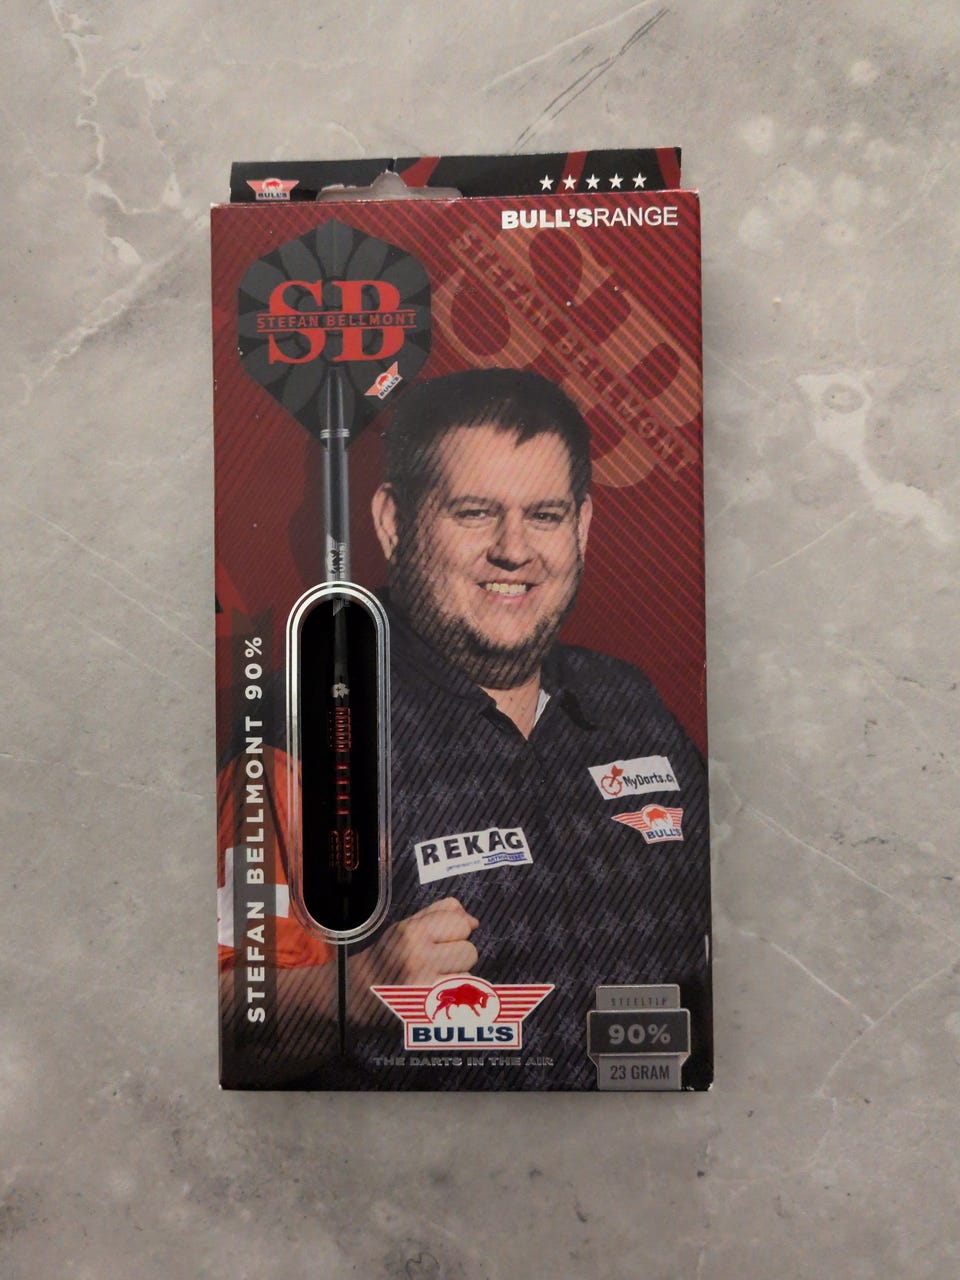 BULL'S
★★★★★
BULL'SRANGE
SB
STEFAN BELLMONT
BULL'S
SB
STEFAN BELLMONT
STEFAN BELLMONT 90%
MyDarts.c
BULL'S
REKAG
BULL'S
THE DARTS IN THE AIR
STEELTIP
90%
23 GRAM